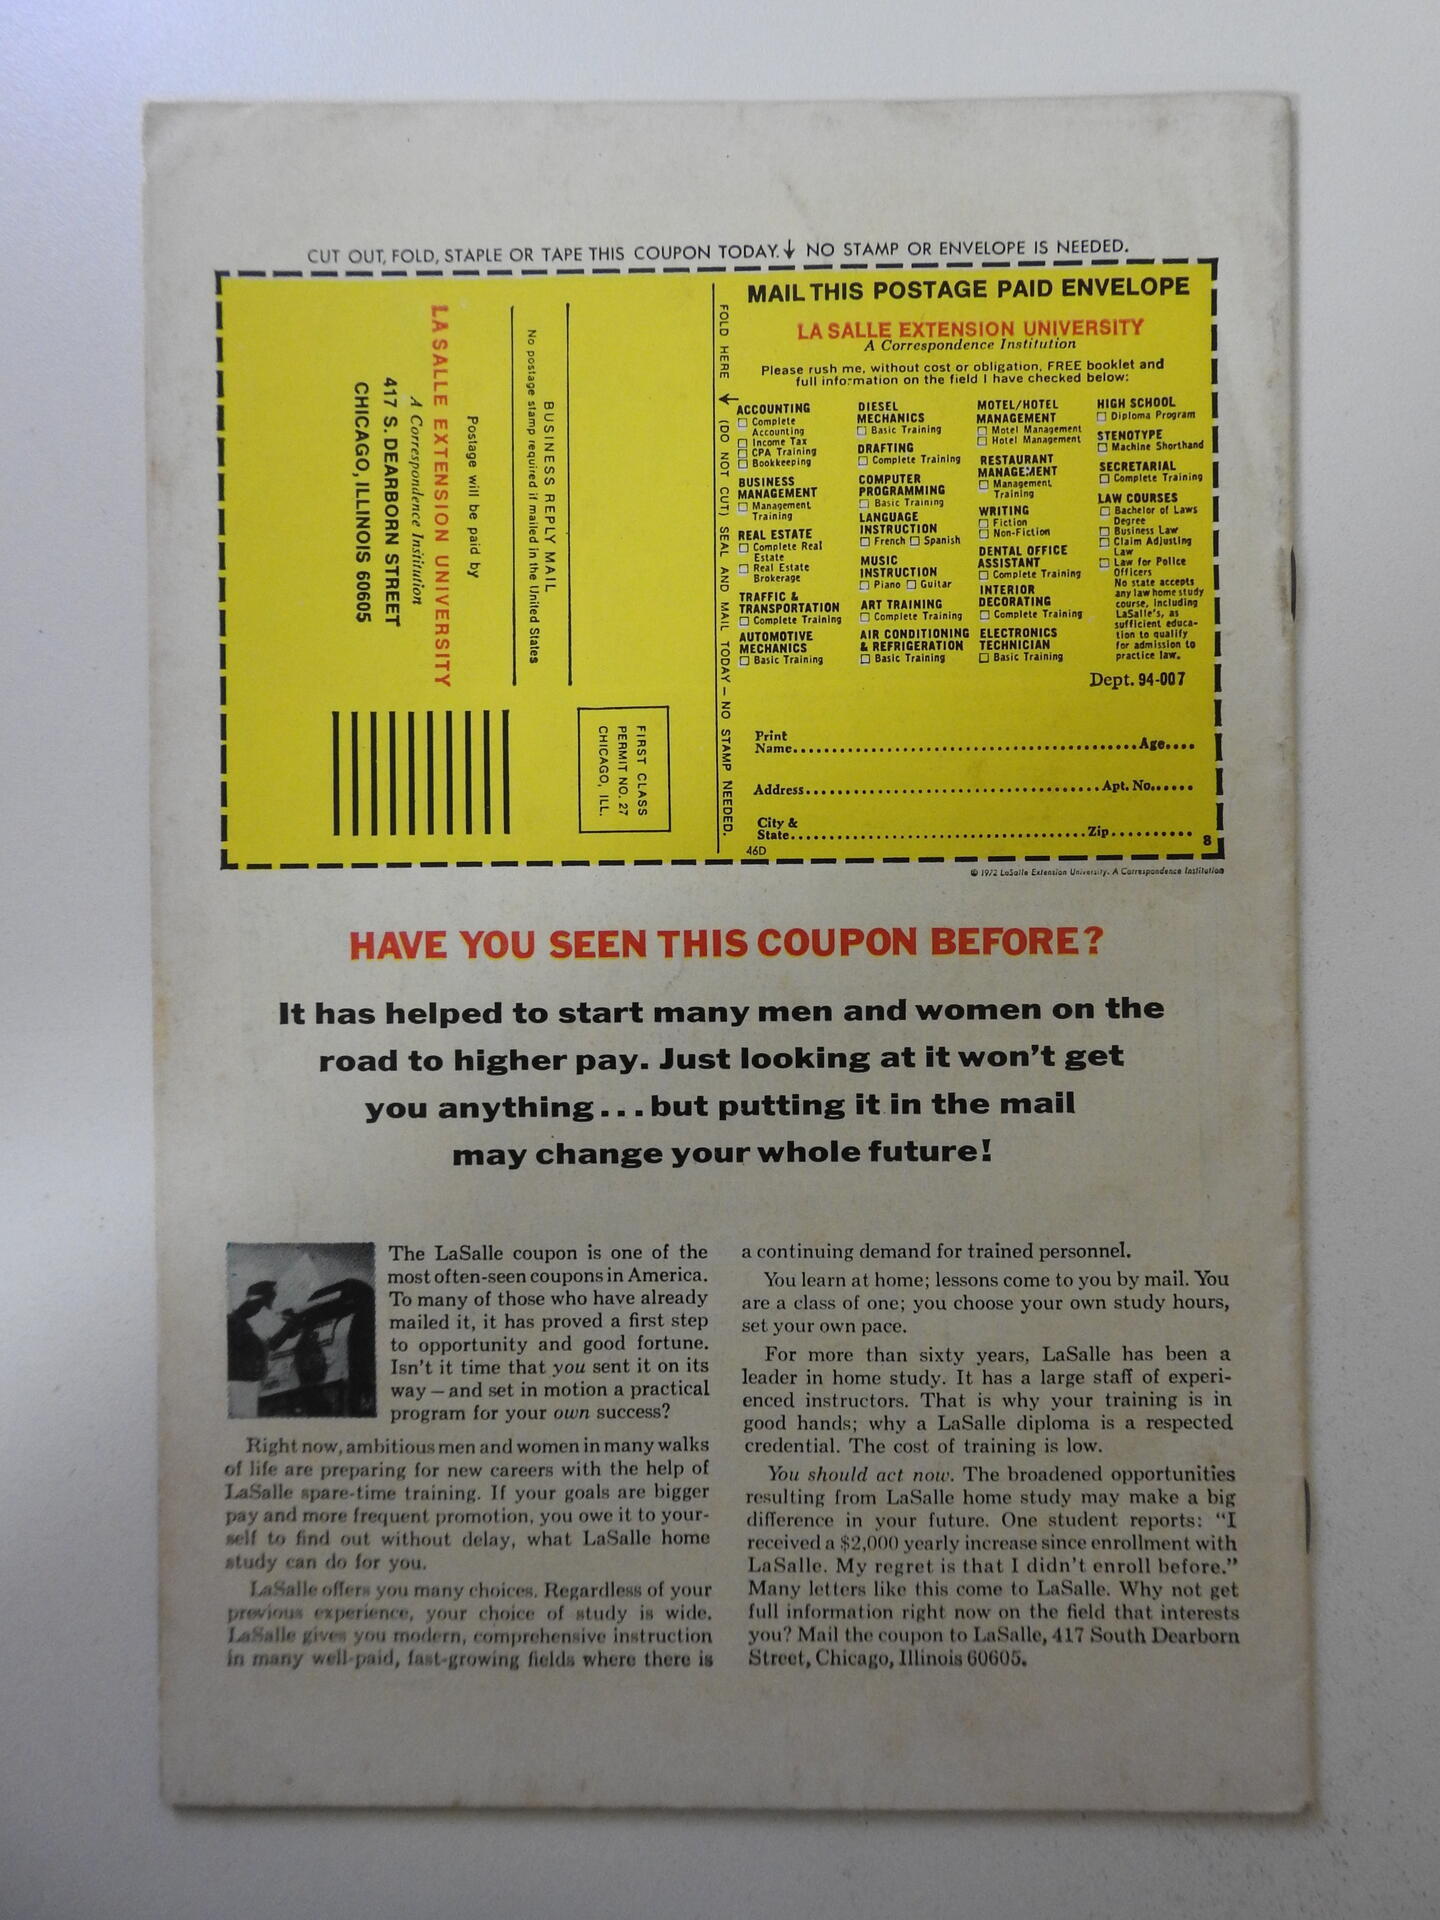 CUT OUT, FOLD, STAPLE OR TAPE THIS COUPON TODAY. ↓ NO STAMP OR ENVELOPE IS NEEDED.
LA SALLE EXTENSION UNIVERSITY
A Correspondence Institution
417 S. DEARBORN STREET
CHICAGO, ILLINOIS 60605
Postage will be paid by
BUSINESS REPLY MAIL
No postage stamp required if mailed in the United States
FIRST CLASS
PERMIT NO. 27
CHICAGO, ILL.
FOLD HERE ↓ (DO NOT CUT) SEAL AND MAIL TODAY — NO STAMP NEEDED.
MAIL THIS POSTAGE PAID ENVELOPE
LA SALLE EXTENSION UNIVERSITY
A Correspondence Institution
Please rush me, without cost or obligation, FREE booklet and
full information on the field I have checked below:
ACCOUNTING
□ Complete
Accounting
□ Income Tax
□ CPA Training
□ Bookkeeping
BUSINESS
MANAGEMENT
□ Management
Training
REAL ESTATE
□ Complete Real
Estate
□ Real Estate
Brokerage
TRAFFIC &
TRANSPORTATION
□ Complete Training
AUTOMOTIVE
MECHANICS
□ Basic Training
DIESEL
MECHANICS
□ Basic Training
DRAFTING
□ Complete Training
COMPUTER
PROGRAMMING
□ Basic Training
LANGUAGE
INSTRUCTION
□ French □ Spanish
MUSIC
INSTRUCTION
□ Piano □ Guitar
ART TRAINING
□ Complete Training
AIR CONDITIONING
& REFRIGERATION
□ Basic Training
MOTEL/HOTEL
MANAGEMENT
□ Motel Management
□ Hotel Management
RESTAURANT
MANAGEMENT
□ Management
Training
WRITING
□ Fiction
□ Non-Fiction
DENTAL OFFICE
ASSISTANT
□ Complete Training
INTERIOR
DECORATING
□ Complete Training
ELECTRONICS
TECHNICIAN
□ Basic Training
HIGH SCHOOL
□ Diploma Program
STENOTYPE
□ Machine Shorthand
SECRETARIAL
□ Complete Training
LAW COURSES
□ Bachelor of Laws
Degree
□ Business Law
□ Claim Adjusting
Law
□ Law for Police
Officers
No state accepts
any law home study
course, including
LaSalle's, as
sufficient educa-
tion to qualify
for admission to
practice law.
Dept. 94-007
Print
Name........................................Age....
Address........................................Apt. No......
City &
State........................................Zip..........
46D
8
© 1972 LaSalle Extension University. A Correspondence Institution
HAVE YOU SEEN THIS COUPON BEFORE?
It has helped to start many men and women on the
road to higher pay. Just looking at it won't get
you anything...but putting it in the mail
may change your whole future!
The LaSalle coupon is one of the
most often-seen coupons in America.
To many of those who have already
mailed it, it has proved a first step
to opportunity and good fortune.
Isn't it time that you sent it on its
way — and set in motion a practical
program for your own success?
Right now, ambitious men and women in many walks
of life are preparing for new careers with the help of
LaSalle spare-time training. If your goals are bigger
pay and more frequent promotion, you owe it to your-
self to find out without delay, what LaSalle home
study can do for you.
LaSalle offers you many choices. Regardless of your
previous experience, your choice of study is wide.
LaSalle gives you modern, comprehensive instruction
in many well-paid, fast-growing fields where there is
a continuing demand for trained personnel.
You learn at home; lessons come to you by mail. You
are a class of one; you choose your own study hours,
set your own pace.
For more than sixty years, LaSalle has been a
leader in home study. It has a large staff of experi-
enced instructors. That is why your training is in
good hands; why a LaSalle diploma is a respected
credential. The cost of training is low.
You should act now. The broadened opportunities
resulting from LaSalle home study may make a big
difference in your future. One student reports: "I
received a $2,000 yearly increase since enrollment with
LaSalle. My regret is that I didn't enroll before."
Many letters like this come to LaSalle. Why not get
full information right now on the field that interests
you? Mail the coupon to LaSalle, 417 South Dearborn
Street, Chicago, Illinois 60605.